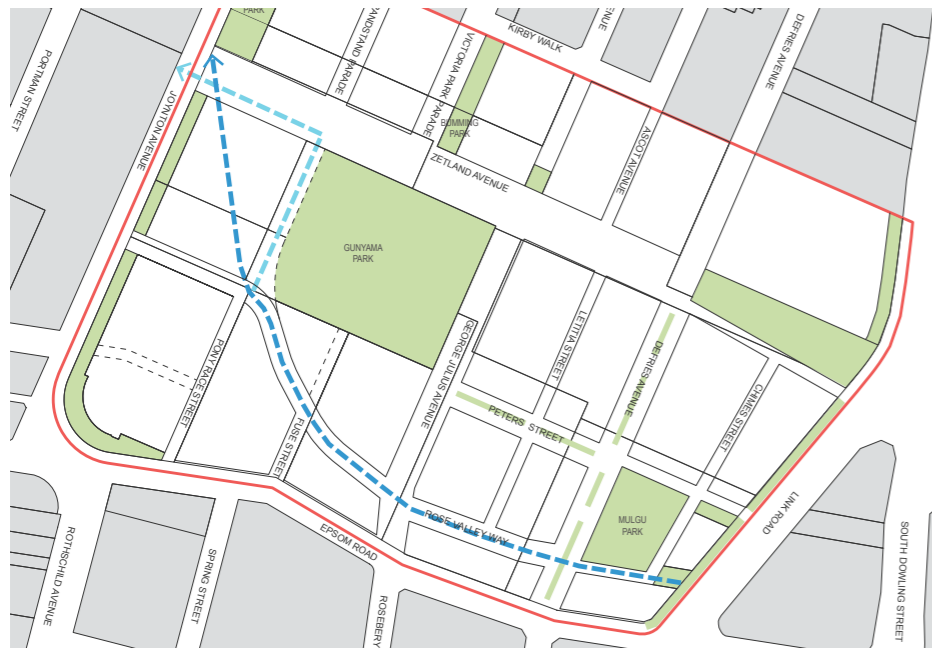 PARK
KIRBY WALK
AVENUE
DEFRIES AVENUE
PORTMAN STREET
JOYNTON AVENUE
ANDSTAND PARADE
VICTORIA PARK PARADE
BIJMMING
PARK
ASCOT AVENUE
ZETLAND AVENUE
GUNYAMA
PARK
LETITIA STREET
GEORGE JULIUS AVENUE
DEFRIES AVENUE
PONY RACE STREET
CHIMES STREET
PETERS STREET
FUSE STREET
ROSE VALLEY WAY
MULGU
PARK
LINK ROAD
EPSOM ROAD
ROTHSCHILD AVENUE
SPRING STREET
ROSEBERY
SOUTH DOWLING STREET